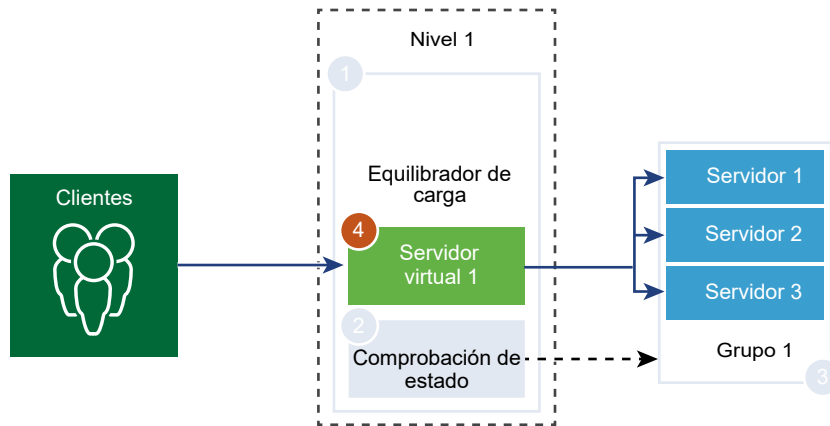 Nivel 1
1
Equilibrador de
carga
Clientes
4
Servidor
virtual 1
2
Comprobación de
estado
Servidor 1
Servidor 2
Servidor 3
Grupo 1
3